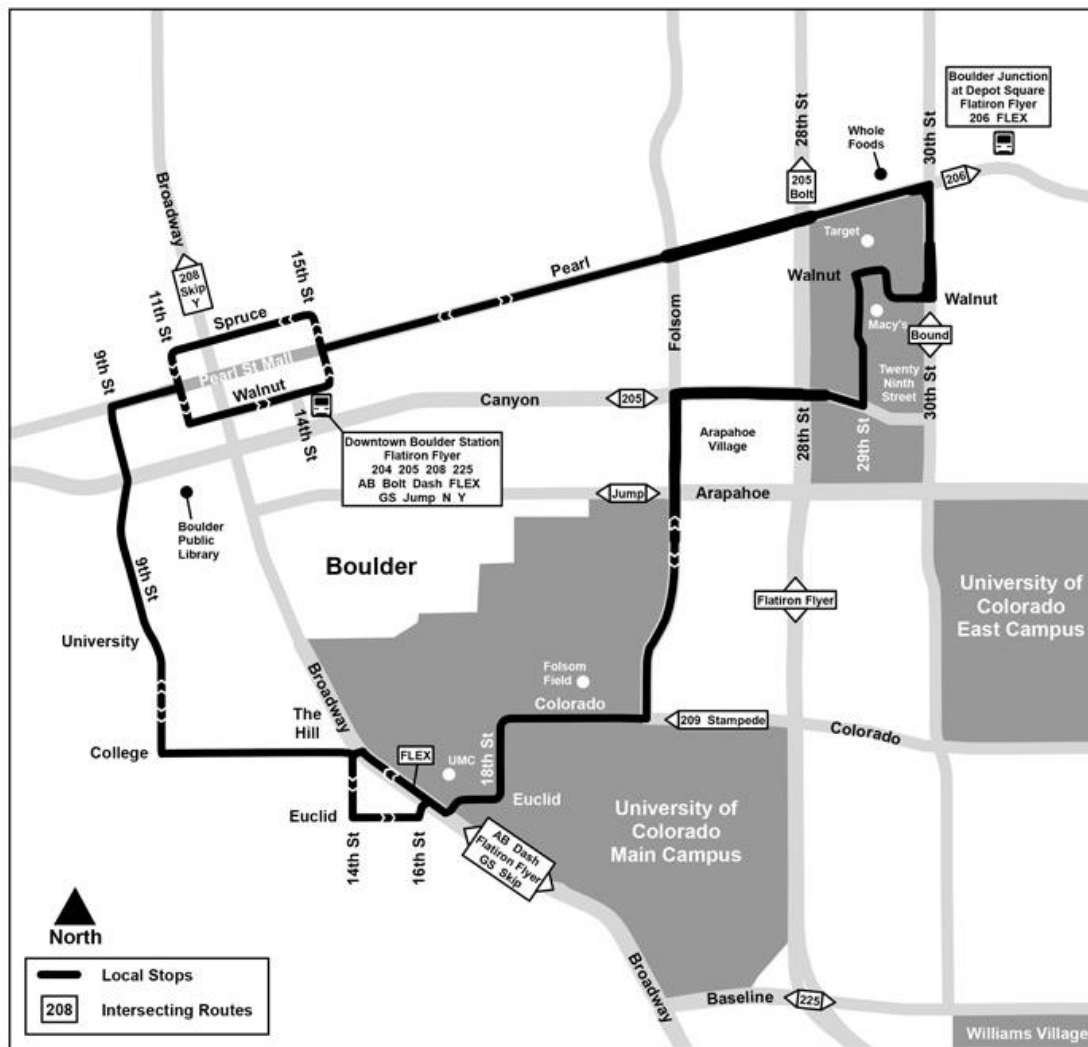 Boulder Junction
at Depot Square
Flatiron Flyer
206 FLEX
28th St
30th St
Whole
Foods
Broadway
205
Bolt
206
Target
15th St
208
Skip
Y
Pearl
Walnut
11th St
Spruce
Folsom
Walnut
Macy's
Bound
9th St
Pearl St Mall
Walnut
Twenty
Ninth
Street
30th St
Canyon
205
14th St
28th St
29th St
Arapahoe
Village
Downtown Boulder Station
Flatiron Flyer
204 205 208 225
AB Bolt Dash FLEX
GS Jump N Y
Jump
Arapahoe
Boulder
Public
Library
Boulder
9th St
University of
Colorado
East Campus
Flatiron Flyer
University
Broadway
Folsom
Field
Colorado
The
Hill
209 Stampede
Colorado
College
FLEX
UMC
18th St
Euclid
Euclid
University of
Colorado
Main Campus
14th St
16th St
AB Dash
Flatiron Flyer
GS Skip
North
Local Stops
208
Intersecting Routes
Broadway
Baseline
225
Williams Village